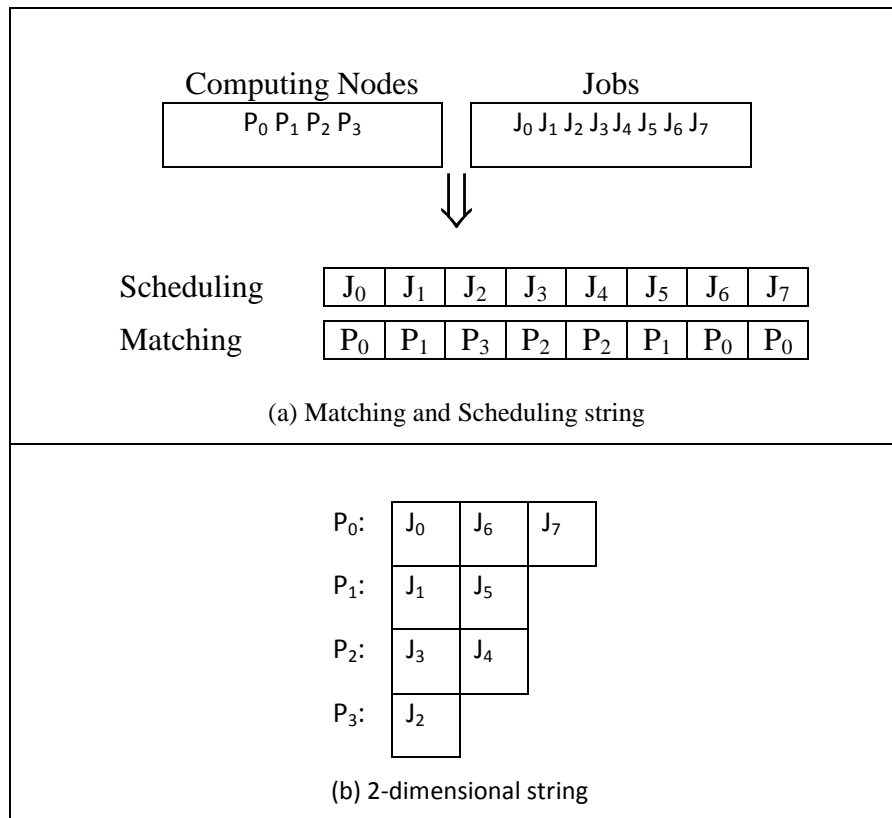 Computing Nodes Jobs
P₀ P₁ P₂ P₃ J₀ J₁ J₂ J₃ J₄ J₅ J₆ J₇
⇓
Scheduling J₀ J₁ J₂ J₃ J₄ J₅ J₆ J₇
Matching P₀ P₁ P₃ P₂ P₂ P₁ P₀ P₀
(a) Matching and Scheduling string
P₀: J₀ J₆ J₇
P₁: J₁ J₅
P₂: J₃ J₄
P₃: J₂
(b) 2-dimensional string